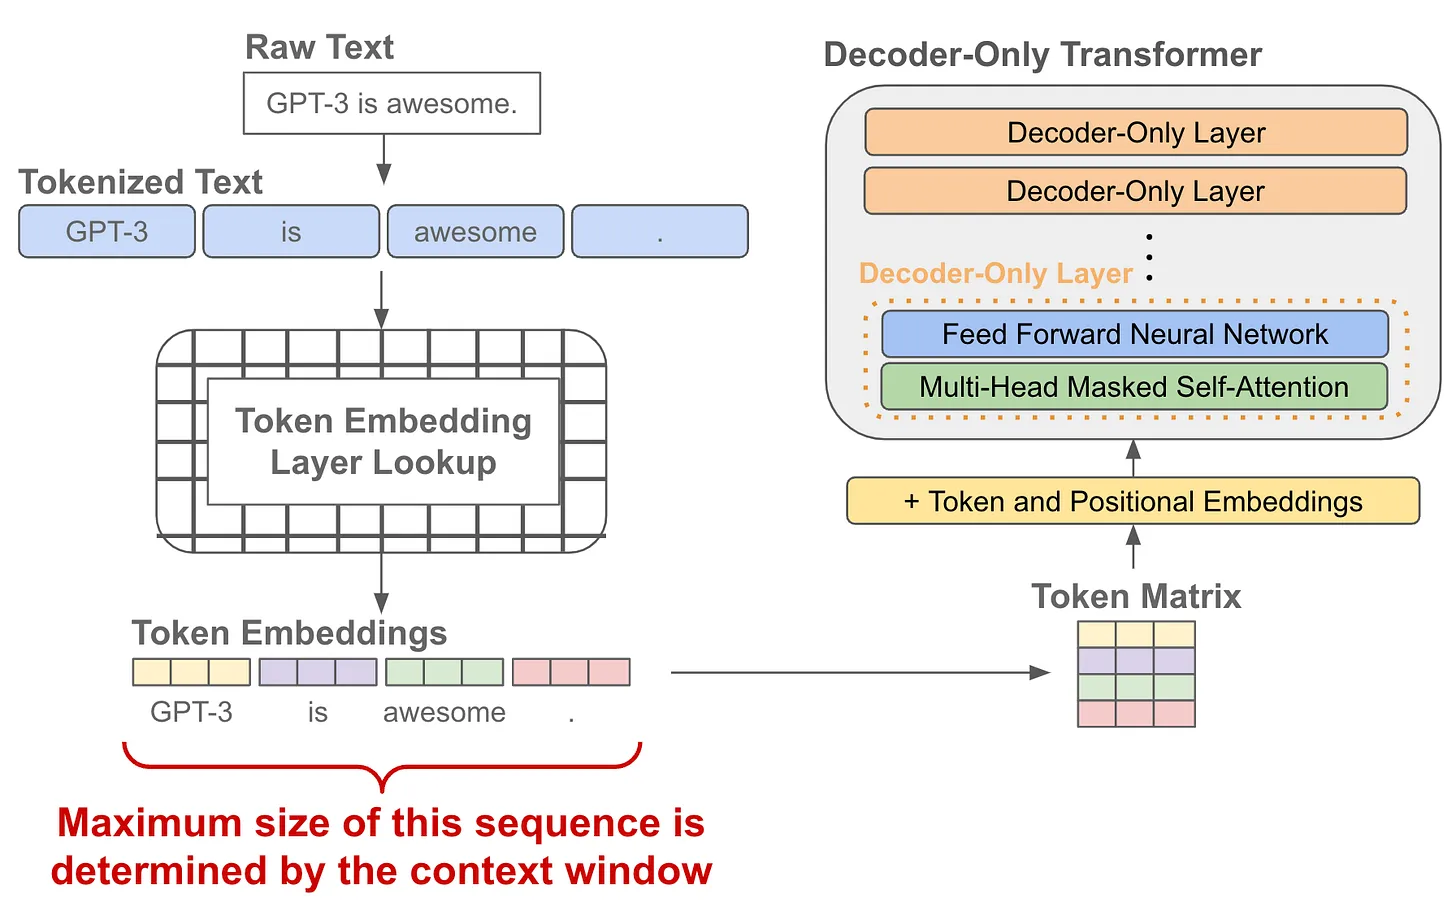 Raw Text
GPT-3 is awesome.
Tokenized Text
GPT-3
is
awesome
.
Token Embedding
Layer Lookup
Token Embeddings
GPT-3
is
awesome
.
Maximum size of this sequence is
determined by the context window
Decoder-Only Transformer
Decoder-Only Layer
Decoder-Only Layer
Decoder-Only Layer
Feed Forward Neural Network
Multi-Head Masked Self-Attention
+ Token and Positional Embeddings
Token Matrix